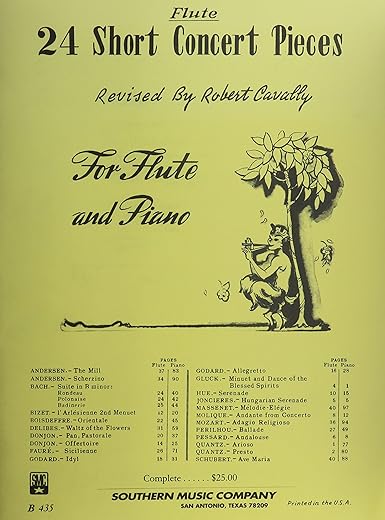 Flute
24 Short Concert Pieces
Revised By Robert Cavally
For Flute
and Piano
PAGES
Flute Piano
ANDERSEN.- The Mill 37 83
ANDERSEN.- Scherzino 34 90
BACH.- Suite in B minor:
Rondeau 24 40
Polonaise 24 42
Badinerie 25 44
BIZET.- l'Arlésienne 2nd Menuet 12 20
BOISDEFFRE.- Orientale 22 45
DELIBES.- Waltz of the Flowers 31 59
DONJON.- Pan, Pastorale 20 37
DONJON.- Offertoire 14 25
FAURÉ.- Sicilienne 26 71
GODARD.- Idyl 18 31
PAGES
Flute Piano
GODARD.- Allegretto 16 28
GLUCK.- Minuet and Dance of the
Blessed Spirits 4 1
HUE.- Serenade 10 15
JONCIERES.- Hungarian Serenade 5 5
MASSENET.- Mélodie-Elégie 40 97
MOLIQUE.- Andante from Concerto 8 12
MOZART.- Adagio Religioso 36 94
PERILHOU.- Ballade 27 49
PESSARD.- Andalouse 6 8
QUANTZ.- Arioso 1 77
QUANTZ.- Presto 2 80
SCHUBERT.- Ave Maria 40 88
Complete . . . . . . $25.00
SMC
B 435
SOUTHERN MUSIC COMPANY
SAN ANTONIO, TEXAS 78209
Printed in the U.S.A.